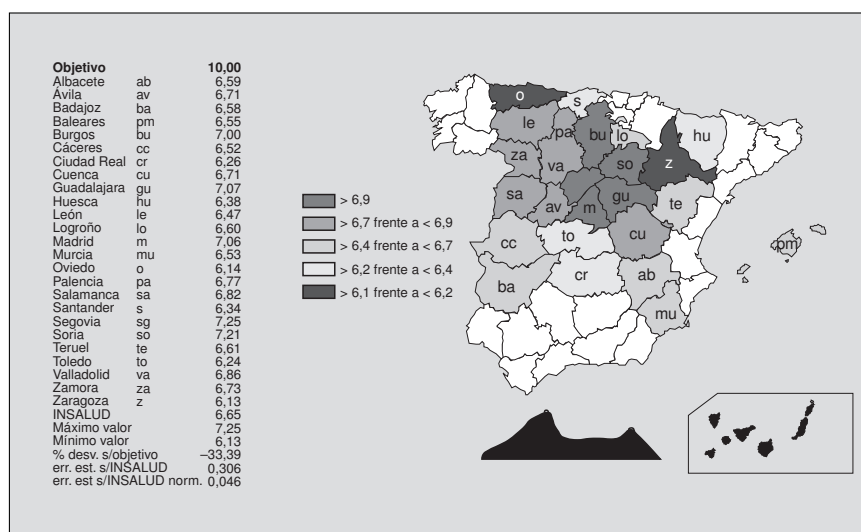 Objetivo 10,00
Albacete ab 6,59
Ávila av 6,71
Badajoz ba 6,58
Baleares pm 6,55
Burgos bu 7,00
Cáceres cc 6,52
Ciudad Real cr 6,26
Cuenca cu 6,71
Guadalajara gu 7,07
Huesca hu 6,38
León le 6,47
Logroño lo 6,60
Madrid m 7,06
Murcia mu 6,53
Oviedo o 6,14
Palencia pa 6,77
Salamanca sa 6,82
Santander s 6,34
Segovia sg 7,25
Soria so 7,21
Teruel te 6,61
Toledo to 6,24
Valladolid va 6,86
Zamora za 6,73
Zaragoza z 6,13
INSALUD 6,65
Máximo valor 7,25
Mínimo valor 6,13
% desv. s/objetivo –33,39
err. est. s/INSALUD 0,306
err. est s/INSALUD norm. 0,046
> 6,9
> 6,7 frente a < 6,9
> 6,4 frente a < 6,7
> 6,2 frente a < 6,4
> 6,1 frente a < 6,2
o
s
le
pa
bu
lo
hu
za
va
so
z
sa
av
m
gu
te
cc
to
cu
pm
ba
cr
ab
mu